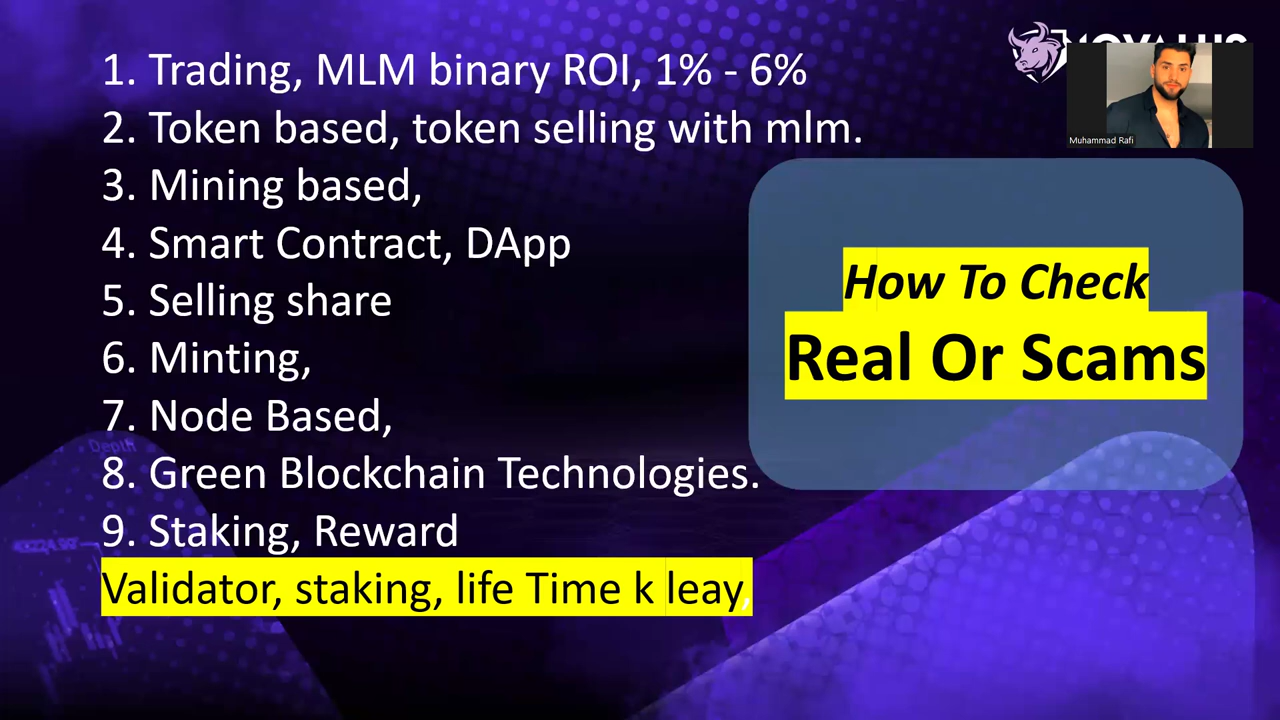 1. Trading, MLM binary ROI, 1% - 6%
2. Token based, token selling with mlm.
3. Mining based,
4. Smart Contract, DApp
5. Selling share
6. Minting,
7. Node Based,
8. Green Blockchain Technologies.
9. Staking, Reward
Validator, staking, life Time k leay,
Muhammad Rafi
How To Check
Real Or Scams
Depth